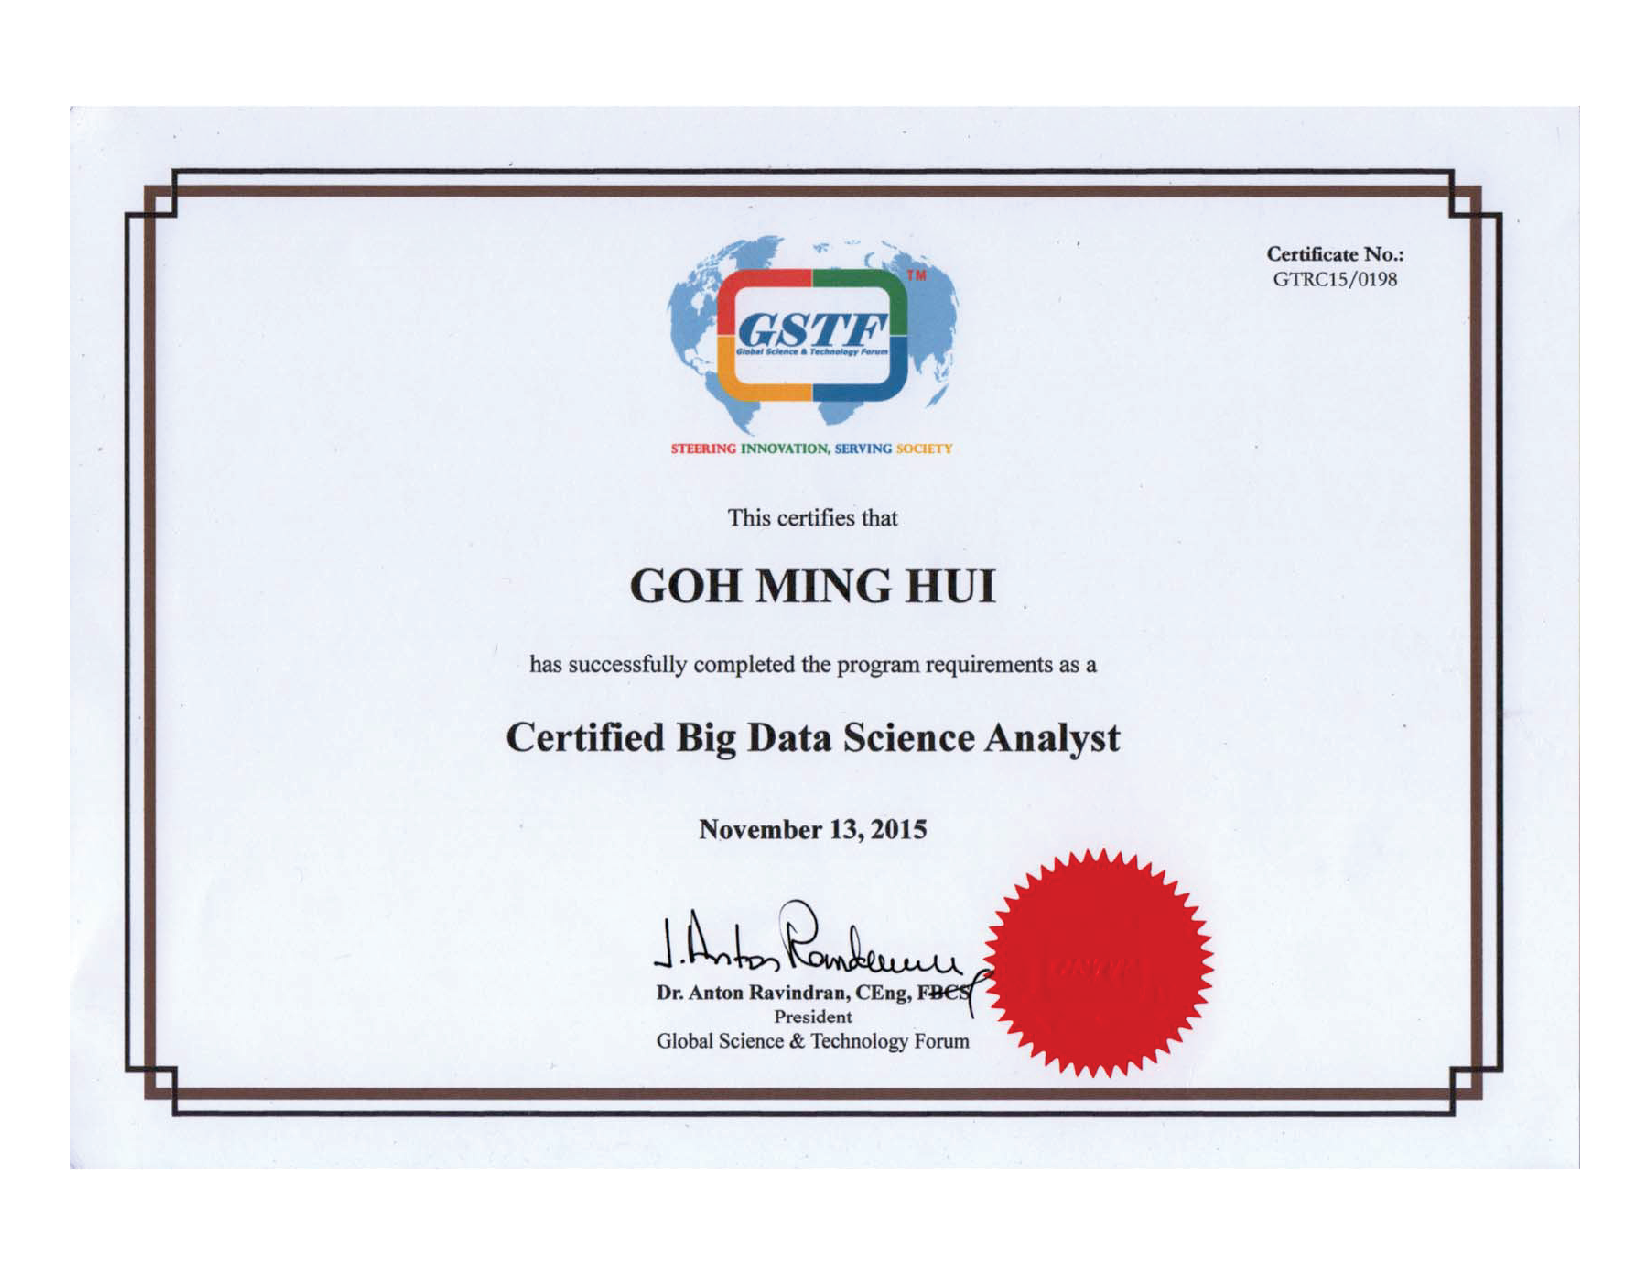 Certificate No.:
GTRC15/0198
TM
GSTF
Global Science & Technology Forum
STEERING INNOVATION, SERVING SOCIETY
This certifies that
GOH MING HUI
has successfully completed the program requirements as a
Certified Big Data Science Analyst
November 13, 2015
J. Anton Ravindran
Dr. Anton Ravindran, CEng, FBCS
President
Global Science & Technology Forum
GSTF